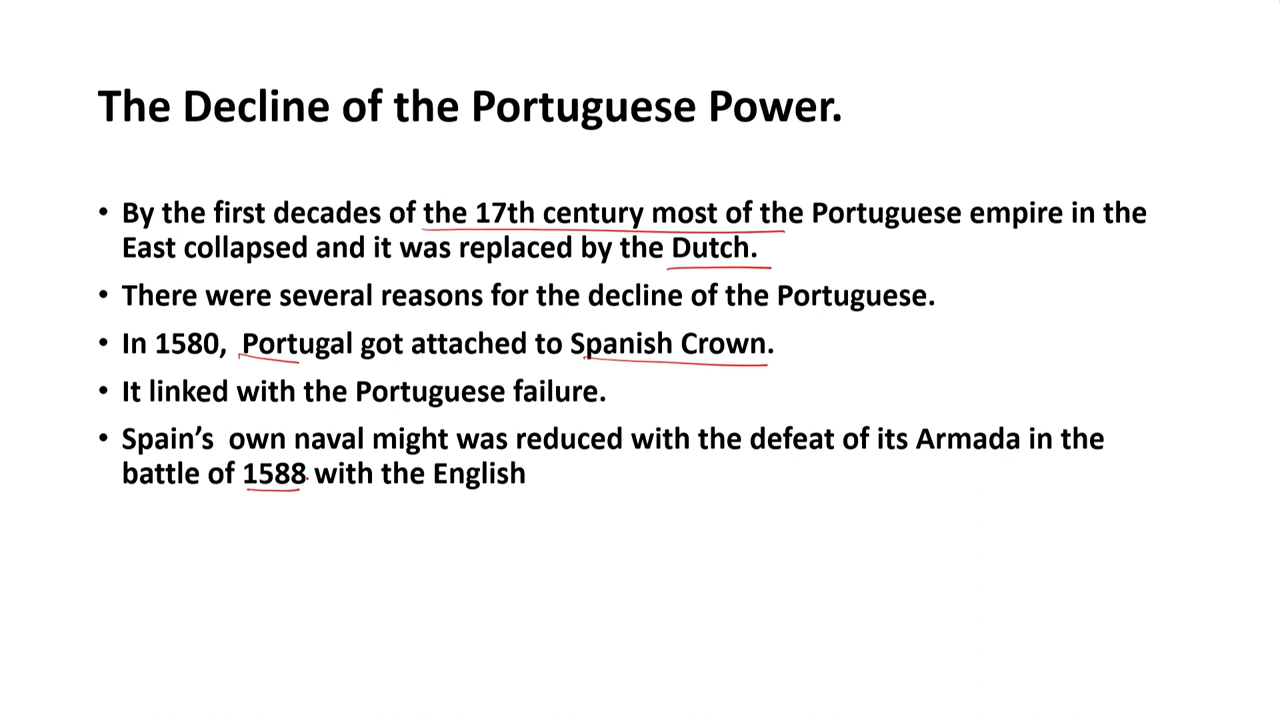 The Decline of the Portuguese Power.
• By the first decades of the 17th century most of the Portuguese empire in the
East collapsed and it was replaced by the Dutch.
• There were several reasons for the decline of the Portuguese.
• In 1580,  Portugal got attached to Spanish Crown.
• It linked with the Portuguese failure.
• Spain’s  own naval might was reduced with the defeat of its Armada in the
battle of 1588 with the English